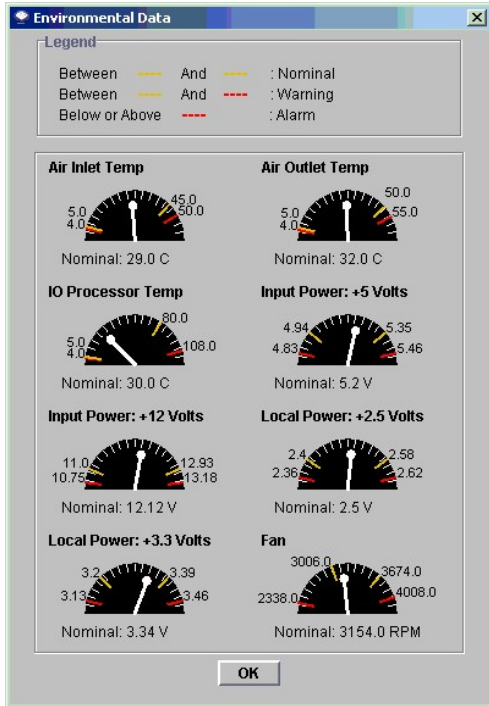 Environmental Data
Legend
Between ---- And ---- : Nominal
Between ---- And ---- : Warning
Below or Above ---- : Alarm
Air Inlet Temp
45.0
50.0
5.0
4.0
Nominal: 29.0 C
Air Outlet Temp
50.0
55.0
5.0
4.0
Nominal: 32.0 C
IO Processor Temp
80.0
108.0
5.0
4.0
Nominal: 30.0 C
Input Power: +5 Volts
4.94
5.35
4.83
5.46
Nominal: 5.2 V
Input Power: +12 Volts
11.0
12.93
10.75
13.18
Nominal: 12.12 V
Local Power: +2.5 Volts
2.4
2.58
2.36
2.62
Nominal: 2.5 V
Local Power: +3.3 Volts
3.2
3.39
3.13
3.46
Nominal: 3.34 V
Fan
3006.0
3674.0
2338.0
4008.0
Nominal: 3154.0 RPM
OK